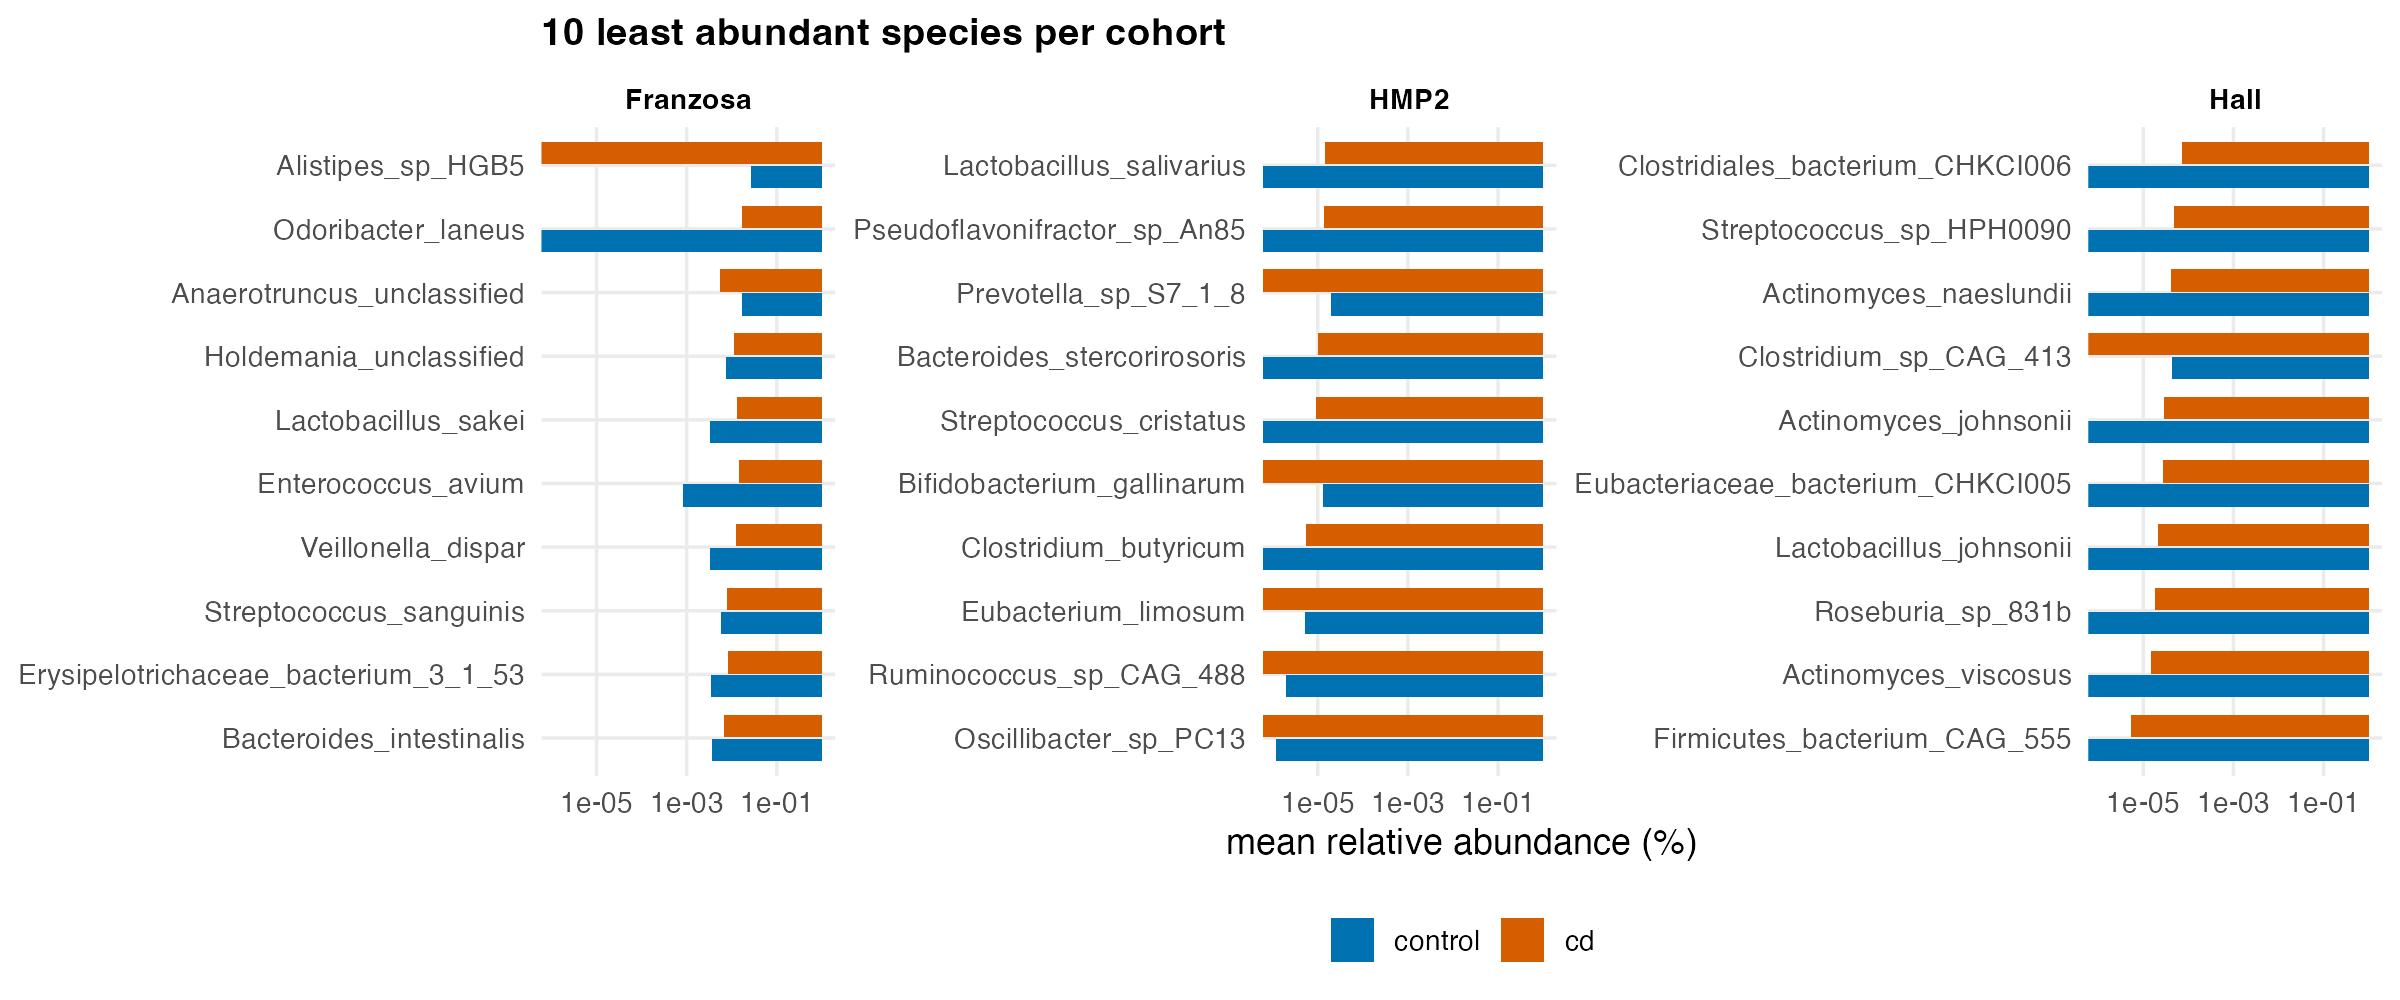 10 least abundant species per cohort
Franzosa
Alistipes_sp_HGB5
Odoribacter_laneus
Anaerotruncus_unclassified
Holdemania_unclassified
Lactobacillus_sakei
Enterococcus_avium
Veillonella_dispar
Streptococcus_sanguinis
Erysipelotrichaceae_bacterium_3_1_53
Bacteroides_intestinalis
1e-05 1e-03 1e-01
HMP2
Lactobacillus_salivarius
Pseudoflavonifractor_sp_An85
Prevotella_sp_S7_1_8
Bacteroides_stercorirosoris
Streptococcus_cristatus
Bifidobacterium_gallinarum
Clostridium_butyricum
Eubacterium_limosum
Ruminococcus_sp_CAG_488
Oscillibacter_sp_PC13
1e-05 1e-03 1e-01
Hall
Clostridiales_bacterium_CHKCI006
Streptococcus_sp_HPH0090
Actinomyces_naeslundii
Clostridium_sp_CAG_413
Actinomyces_johnsonii
Eubacteriaceae_bacterium_CHKCI005
Lactobacillus_johnsonii
Roseburia_sp_831b
Actinomyces_viscosus
Firmicutes_bacterium_CAG_555
1e-05 1e-03 1e-01
mean relative abundance (%)
control cd